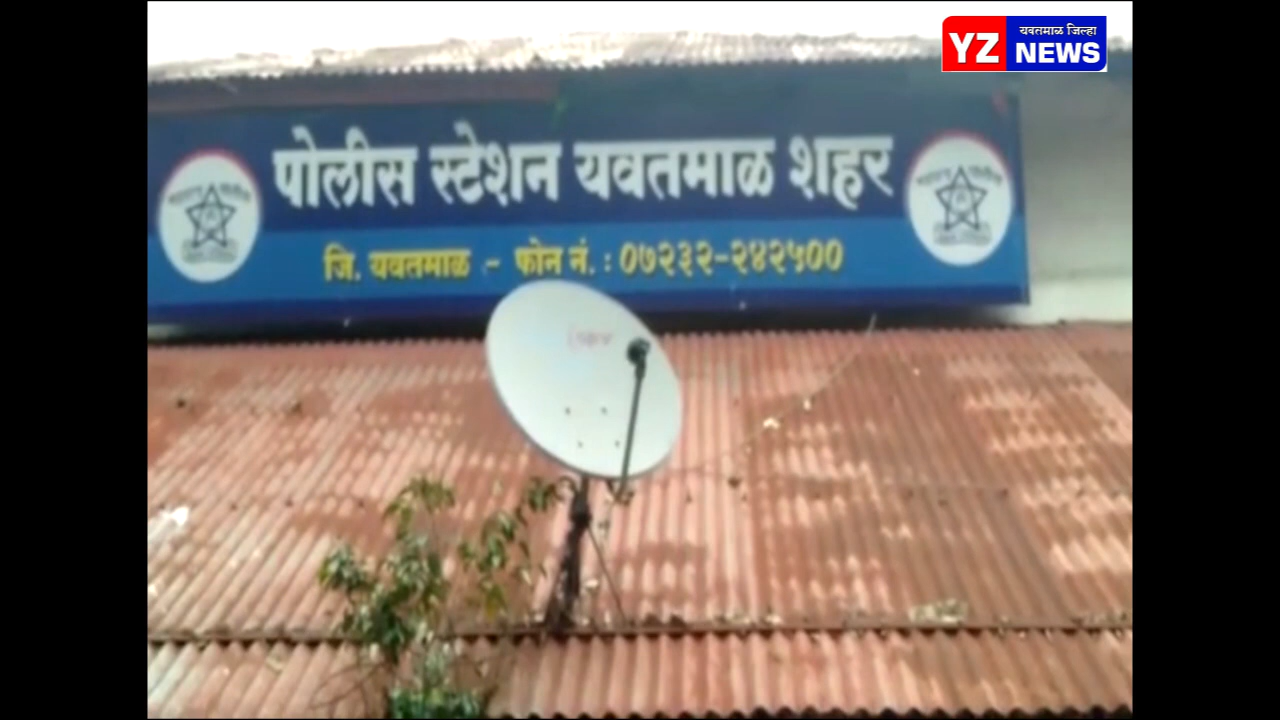 यवतमाळ जिल्हा
YZ NEWS
पोलीस स्टेशन यवतमाळ शहर
जि. यवतमाळ - फोन नं. : ०७२३२-२४२५००